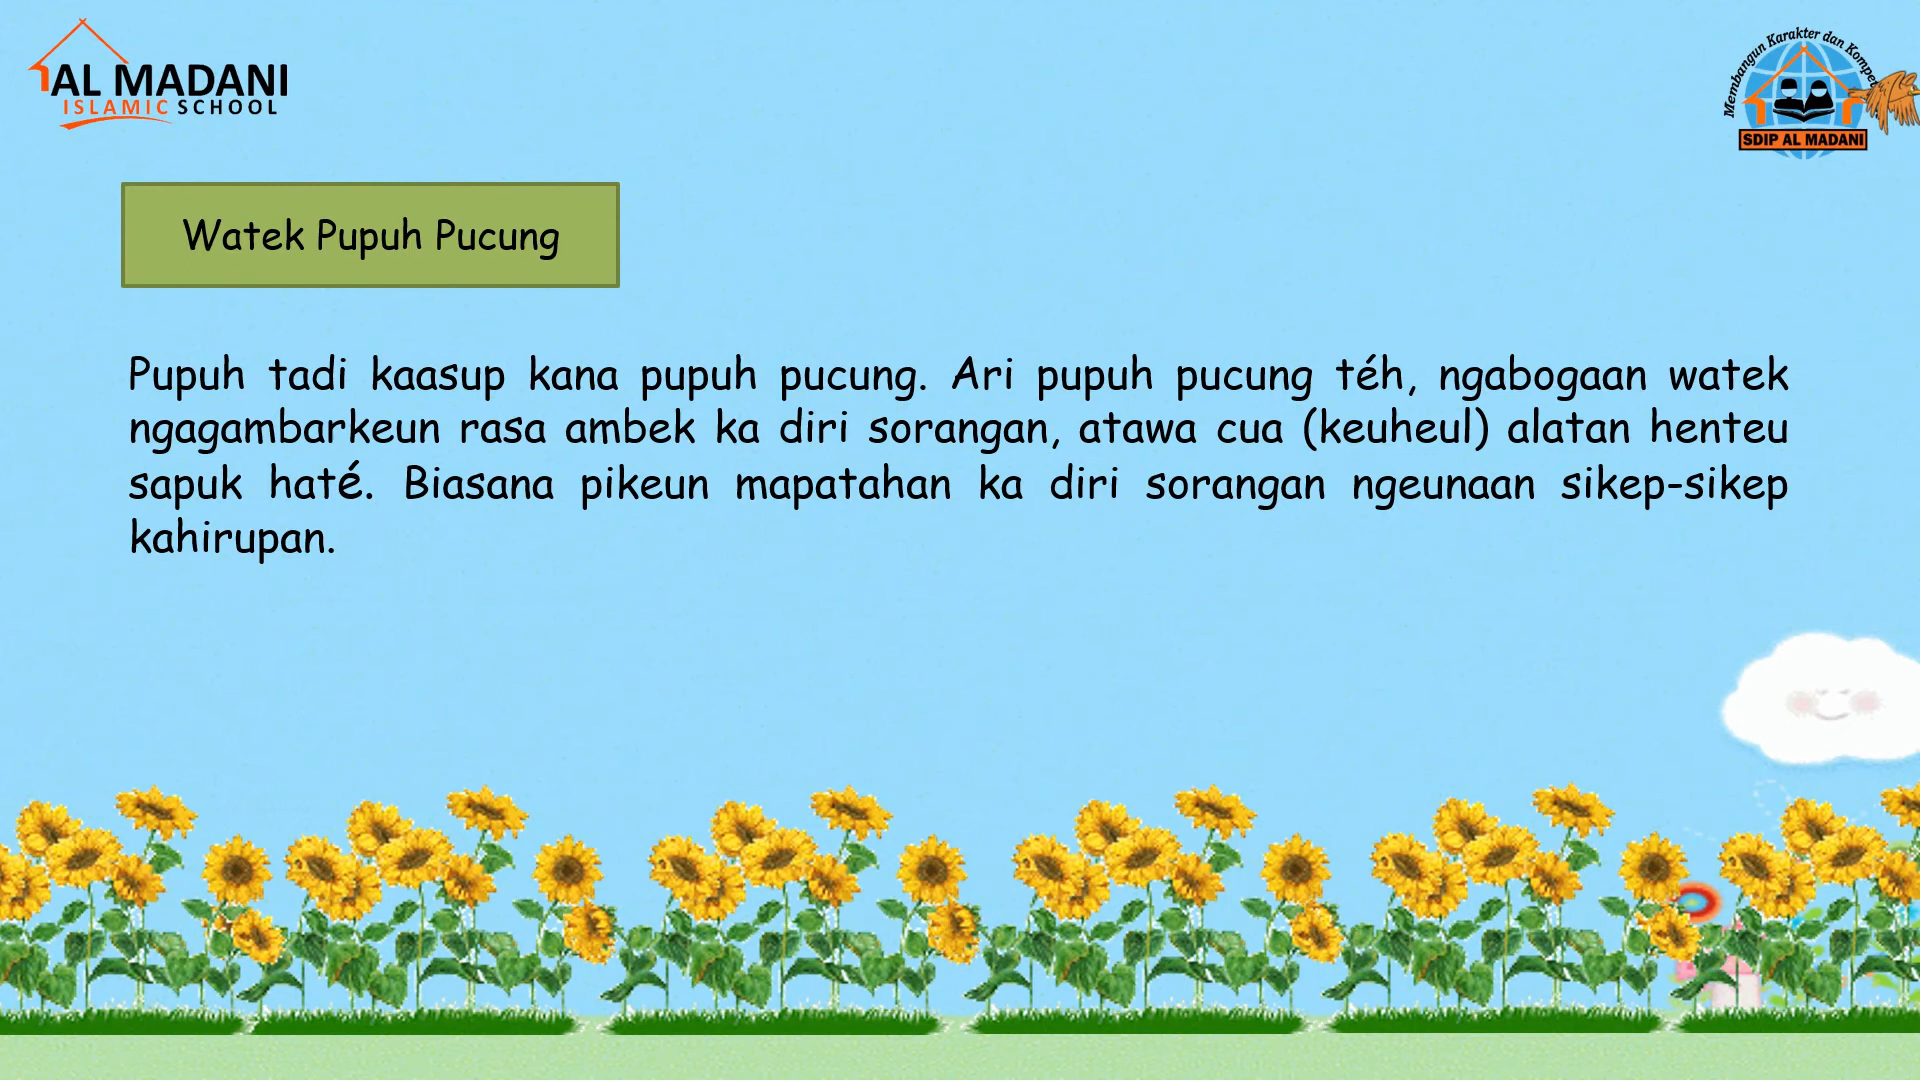 AL MADANI
ISLAMIC SCHOOL
Membangun Karakter dan
SDIP AL MADANI
Watek Pupuh Pucung
Pupuh tadi kaasup kana pupuh pucung. Ari pupuh pucung téh, ngabogaan watek
ngagambarkeun rasa ambek ka diri sorangan, atawa cua (keuheul) alatan henteu
sapuk haté. Biasana pikeun mapatahan ka diri sorangan ngeunaan sikep-sikep
kahirupan.